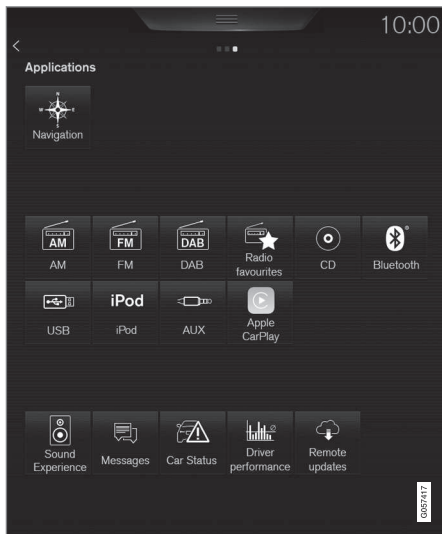 10:00
Applications
N
W E
S
Navigation
AM FM DAB
AM FM DAB Radio favourites CD Bluetooth
iPod
USB iPod AUX Apple CarPlay
Sound Experience Messages Car Status Driver performance Remote updates
G057417